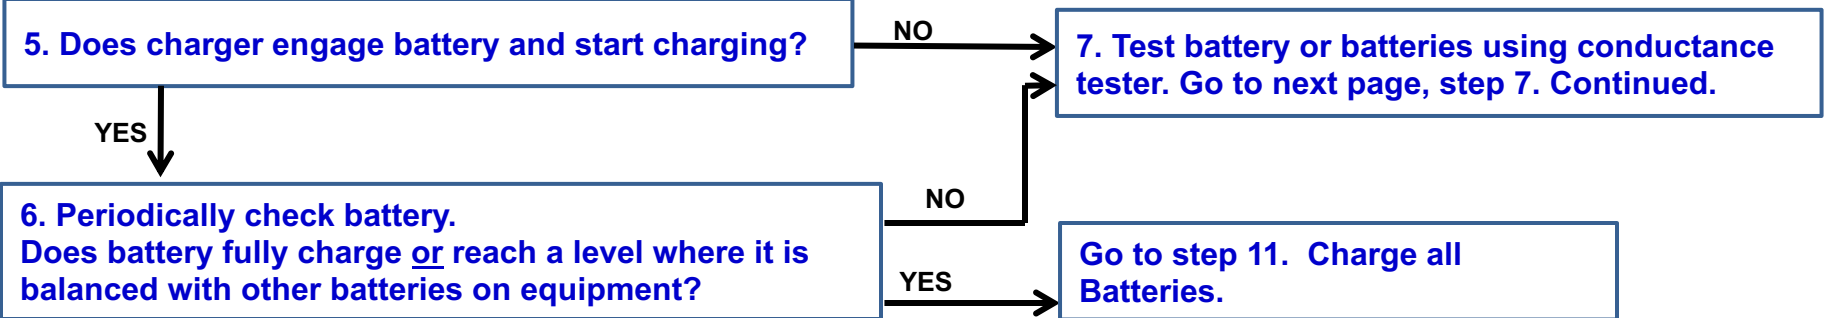 5. Does charger engage battery and start charging?
NO
7. Test battery or batteries using conductance
tester. Go to next page, step 7. Continued.
YES
6. Periodically check battery.
Does battery fully charge or reach a level where it is
balanced with other batteries on equipment?
NO
YES
Go to step 11.  Charge all
Batteries.